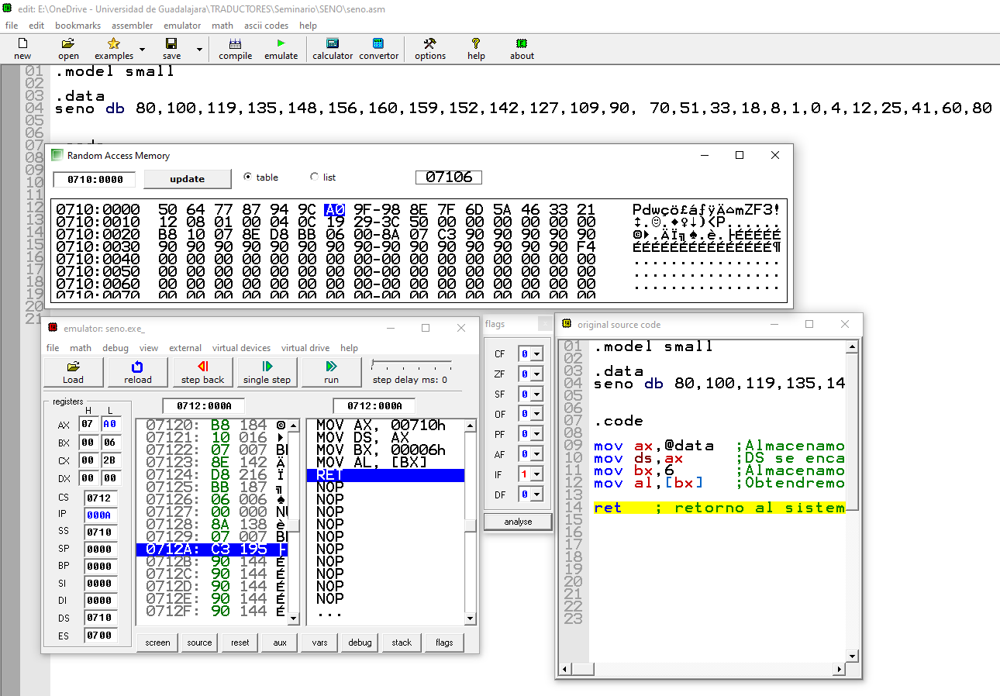 edit: E:\OneDrive - Universidad de Guadalajara\TRADUCTORES\Seminario\SENO\seno.asm
file edit bookmarks assembler emulator math ascii codes help
new open examples save compile emulate calculator convertor options help about
01 .model small
02
03 .data
04 seno db 80,100,119,135,148,156,160,159,152,142,127,109,90, 70,51,33,18,8,1,0,4,12,25,41,60,80
05
06
07
08
09
10
11
12
13
14
15
16
17
18
19
20
21
Random Access Memory
0710:0000 update table list 07106
0710:0000 50 64 77 87 94 9C A0 9F-98 8E 7F 6D 5A 46 33 21 Pdwçö£áƒÿÄ⌂mZF3!
0710:0010 12 08 01 00 04 0C 19 29-3C 50 00 00 00 00 00 00 ↕.☺.♦♀↓)<P......
0710:0020 B8 10 07 8E D8 BB 06 00-8A 07 C3 90 90 90 90 90 ©►.ÄÏ╗♠.è.├ÉÉÉÉÉ
0710:0030 90 90 90 90 90 90 90 90-90 90 90 90 90 90 90 F4 ÉÉÉÉÉÉÉÉÉÉÉÉÉÉÉ¶
0710:0040 00 00 00 00 00 00 00 00-00 00 00 00 00 00 00 00 ................
0710:0050 00 00 00 00 00 00 00 00-00 00 00 00 00 00 00 00 ................
0710:0060 00 00 00 00 00 00 00 00-00 00 00 00 00 00 00 00 ................
0710:0070 00 00 00 00 00 00 00 00-00 00 00 00 00 00 00 00
emulator: seno.exe_
file math debug view external virtual devices virtual drive help
Load reload step back single step run step delay ms: 0
registers
H L
AX 07 A0
BX 00 06
CX 00 2B
DX 00 00
CS 0712
IP 000A
SS 0710
SP 0000
BP 0000
SI 0000
DI 0000
DS 0710
ES 0700
0712:000A
07120: B8 184 ©
07121: 10 016 ►
07122: 07 007 B
07123: 8E 142 Ä
07124: D8 216 Ï
07125: BB 187 ╗
07126: 06 006 ♠
07127: 00 000 NU
07128: 8A 138 è
07129: 07 007 B
0712A: C3 195 ├
0712B: 90 144 É
0712C: 90 144 É
0712D: 90 144 É
0712E: 90 144 É
0712F: 90 144 É
0712:000A
MOV AX, 00710h
MOV DS, AX
MOV BX, 00006h
MOV AL, [BX]
RET
NOP
NOP
NOP
NOP
NOP
NOP
NOP
NOP
NOP
NOP
...
screen source reset aux vars debug stack flags
flags
CF 0
ZF 0
SF 0
OF 0
PF 0
AF 0
IF 1
DF 0
analyse
original source code
01 .model small
02
03 .data
04 seno db 80,100,119,135,14
05
06
07 .code
08
09 mov ax,@data ;Almacenamo
10 mov ds,ax ;DS se enca
11 mov bx,6 ;Almacenamo
12 mov al,[bx] ;Obtendremo
13
14 ret ; retorno al sistem
15
16
17
18
19
20
21
22
23